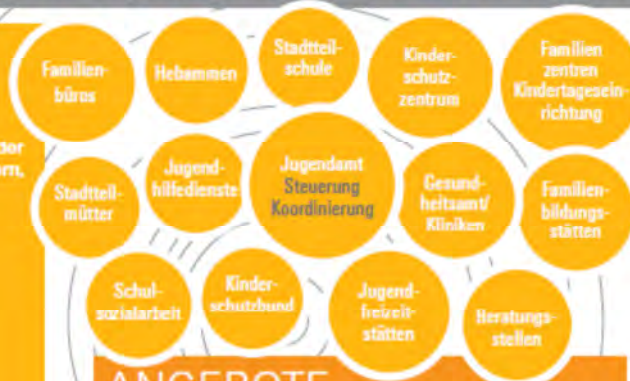 Familien-
büros
Hebammen
Stadtteil-
schule
Kinder-
schutz-
zentrum
Familien
zentren
Kindertagesein-
richtung
Stadtteil-
mütter
Jugend-
hilfedienste
Jugendamt
Steuerung
Koordinierung
Gesund-
heitsamt/
Kliniken
Familien-
bildungs-
stätten
Schul-
sozialarbeit
Kinder-
schutzbund
Jugend-
freizeit-
stätten
Beratungs-
stellen
ANGEBOTE